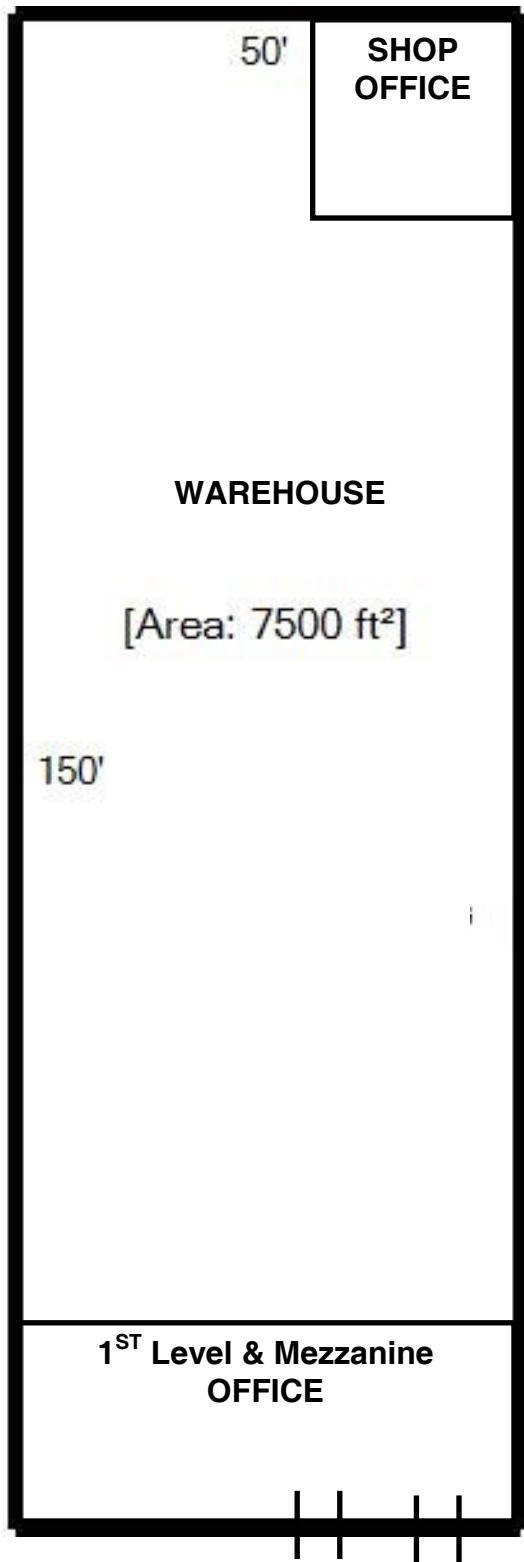 50'
SHOP
OFFICE
WAREHOUSE
[Area: 7500 ft²]
150'
1ST Level & Mezzanine
OFFICE